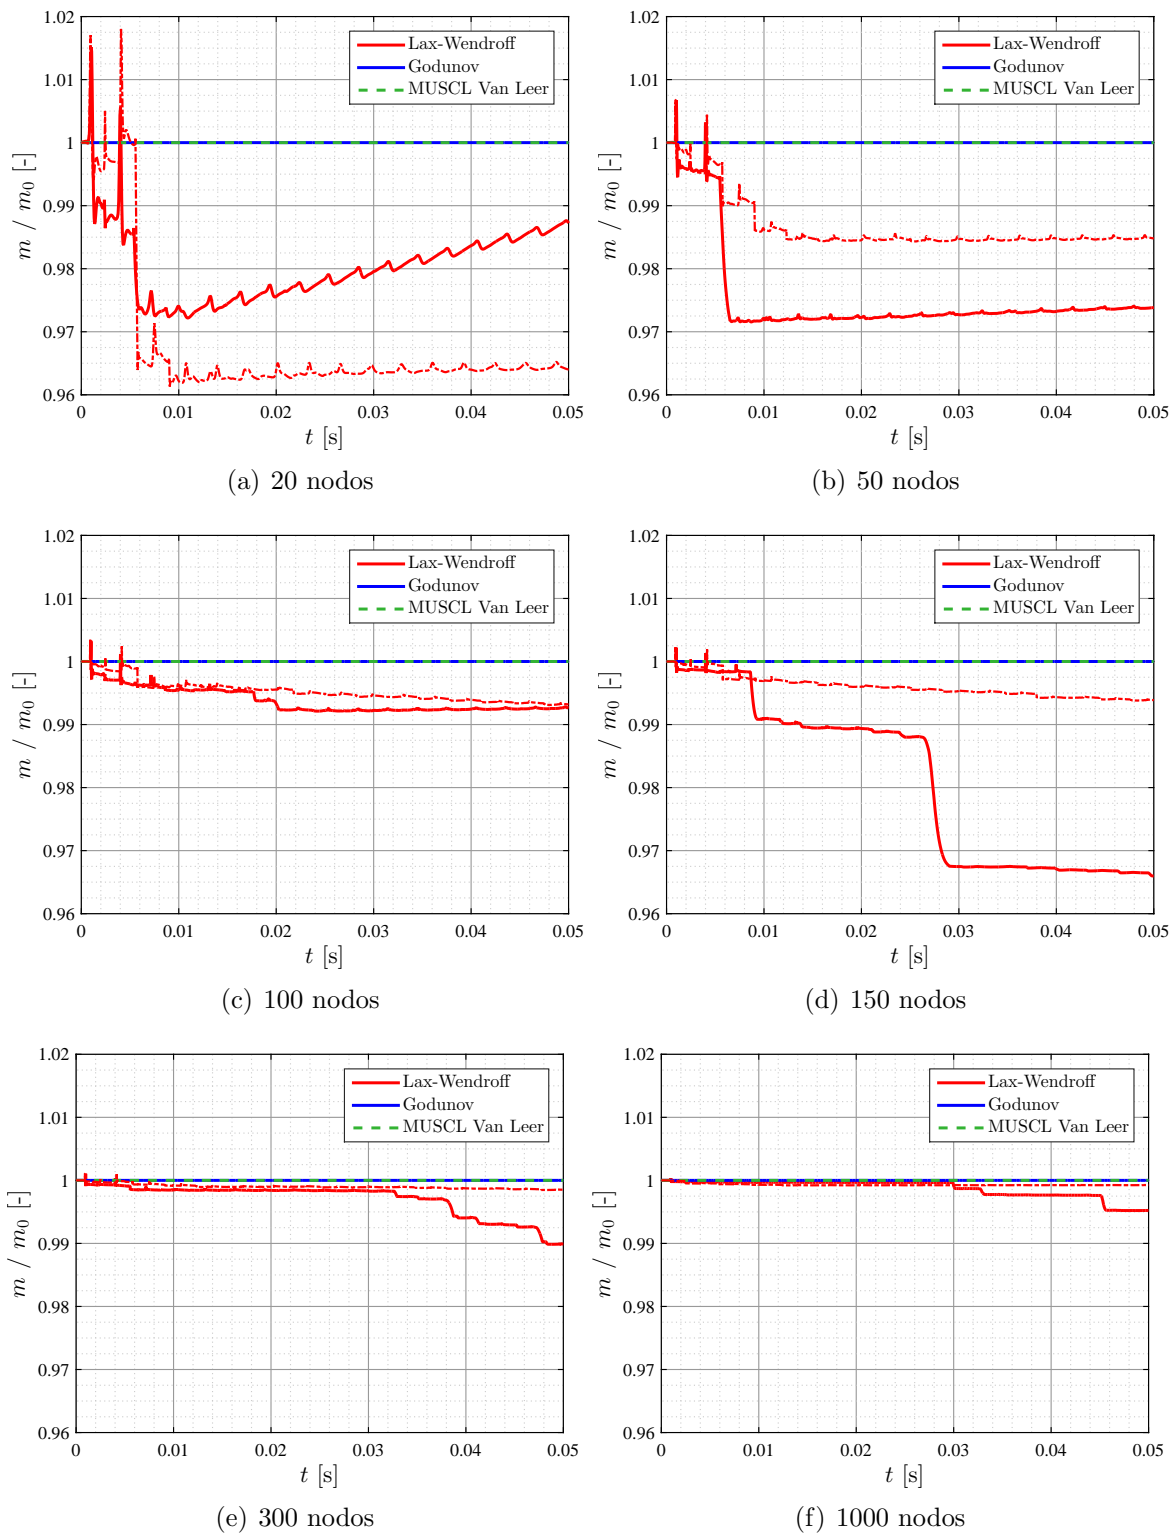 1.02
1.01
1
0.99
0.98
0.97
0.96
m / m0 [-]
Lax-Wendroff
Godunov
MUSCL Van Leer
0 0.01 0.02 0.03 0.04 0.05
t [s]
(a) 20 nodos
1.02
1.01
1
0.99
0.98
0.97
0.96
m / m0 [-]
Lax-Wendroff
Godunov
MUSCL Van Leer
0 0.01 0.02 0.03 0.04 0.05
t [s]
(b) 50 nodos
1.02
1.01
1
0.99
0.98
0.97
0.96
m / m0 [-]
Lax-Wendroff
Godunov
MUSCL Van Leer
0 0.01 0.02 0.03 0.04 0.05
t [s]
(c) 100 nodos
1.02
1.01
1
0.99
0.98
0.97
0.96
m / m0 [-]
Lax-Wendroff
Godunov
MUSCL Van Leer
0 0.01 0.02 0.03 0.04 0.05
t [s]
(d) 150 nodos
1.02
1.01
1
0.99
0.98
0.97
0.96
m / m0 [-]
Lax-Wendroff
Godunov
MUSCL Van Leer
0 0.01 0.02 0.03 0.04 0.05
t [s]
(e) 300 nodos
1.02
1.01
1
0.99
0.98
0.97
0.96
m / m0 [-]
Lax-Wendroff
Godunov
MUSCL Van Leer
0 0.01 0.02 0.03 0.04 0.05
t [s]
(f) 1000 nodos